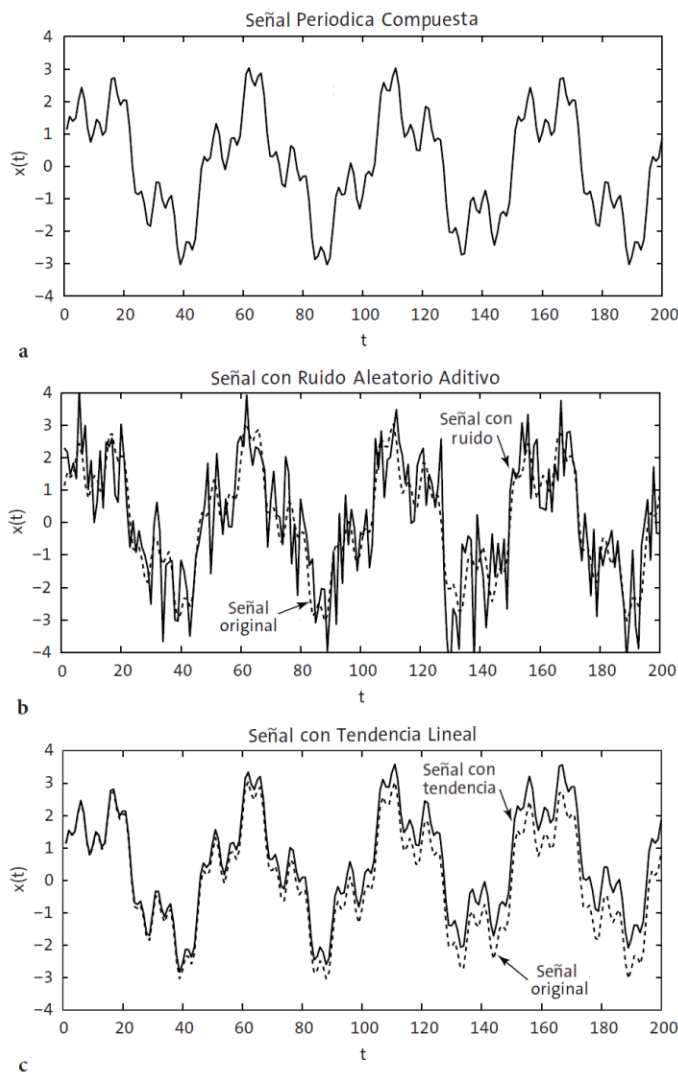 Señal Periodica Compuesta
4
3
2
1
0
−1
−2
−3
−4
x(t)
0 20 40 60 80 100 120 140 160 180 200
t
a
Señal con Ruido Aleatorio Aditivo
4
3
2
1
0
−1
−2
−3
−4
x(t)
Señal con
ruido
Señal
original
0 20 40 60 80 100 120 140 160 180 200
t
b
Señal con Tendencia Lineal
4
3
2
1
0
−1
−2
−3
−4
x(t)
Señal con
tendencia
Señal
original
0 20 40 60 80 100 120 140 160 180 200
t
c